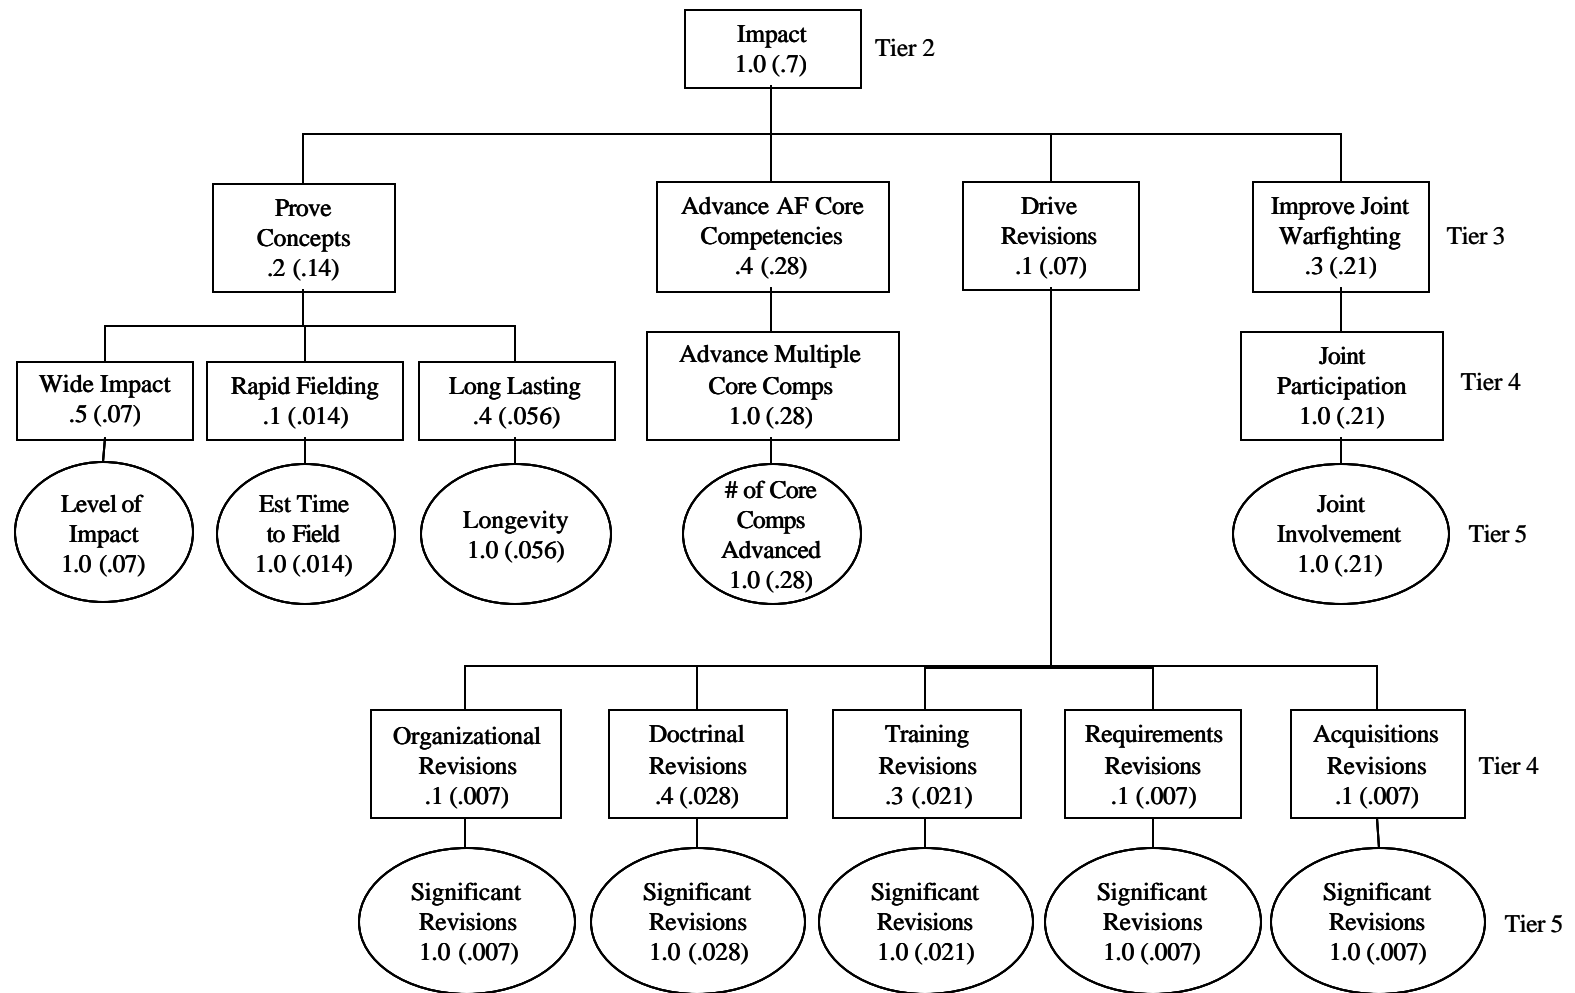 Impact
1.0 (.7)
Tier 2
Prove
Concepts
.2 (.14)
Advance AF Core
Competencies
.4 (.28)
Drive
Revisions
.1 (.07)
Improve Joint
Warfighting
.3 (.21)
Tier 3
Wide Impact
.5 (.07)
Rapid Fielding
.1 (.014)
Long Lasting
.4 (.056)
Advance Multiple
Core Comps
1.0 (.28)
Joint
Participation
1.0 (.21)
Tier 4
Level of
Impact
1.0 (.07)
Est Time
to Field
1.0 (.014)
Longevity
1.0 (.056)
# of Core
Comps
Advanced
1.0 (.28)
Joint
Involvement
1.0 (.21)
Tier 5
Organizational
Revisions
.1 (.007)
Doctrinal
Revisions
.4 (.028)
Training
Revisions
.3 (.021)
Requirements
Revisions
.1 (.007)
Acquisitions
Revisions
.1 (.007)
Tier 4
Significant
Revisions
1.0 (.007)
Significant
Revisions
1.0 (.028)
Significant
Revisions
1.0 (.021)
Significant
Revisions
1.0 (.007)
Significant
Revisions
1.0 (.007)
Tier 5